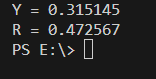 Y = 0.315145
R = 0.472567
PS E:\>